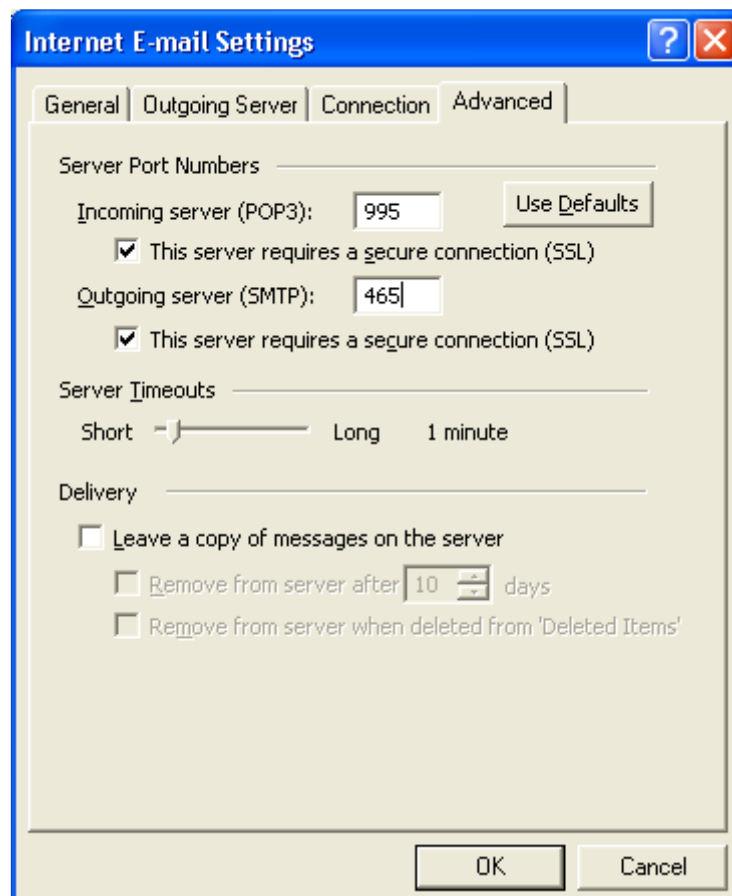 Internet E-mail Settings
General Outgoing Server Connection Advanced
Server Port Numbers
Incoming server (POP3): 995 Use Defaults
This server requires a secure connection (SSL)
Outgoing server (SMTP): 465
This server requires a secure connection (SSL)
Server Timeouts
Short Long 1 minute
Delivery
Leave a copy of messages on the server
Remove from server after 10 days
Remove from server when deleted from 'Deleted Items'
OK Cancel